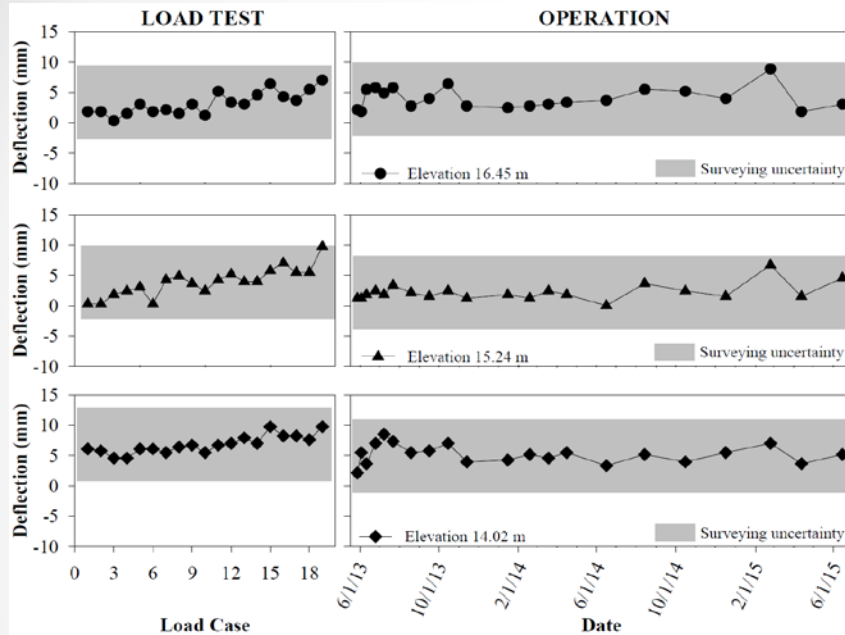 LOAD TEST
OPERATION
Deflection (mm)
15
10
5
0
-5
-10
Elevation 16.45 m
Surveying uncertainty
Deflection (mm)
15
10
5
0
-5
-10
Elevation 15.24 m
Surveying uncertainty
Deflection (mm)
15
10
5
0
-5
-10
Elevation 14.02 m
Surveying uncertainty
0 3 6 9 12 15 18
6/1/13 10/1/13 2/1/14 6/1/14 10/1/14 2/1/15 6/1/15
Load Case
Date